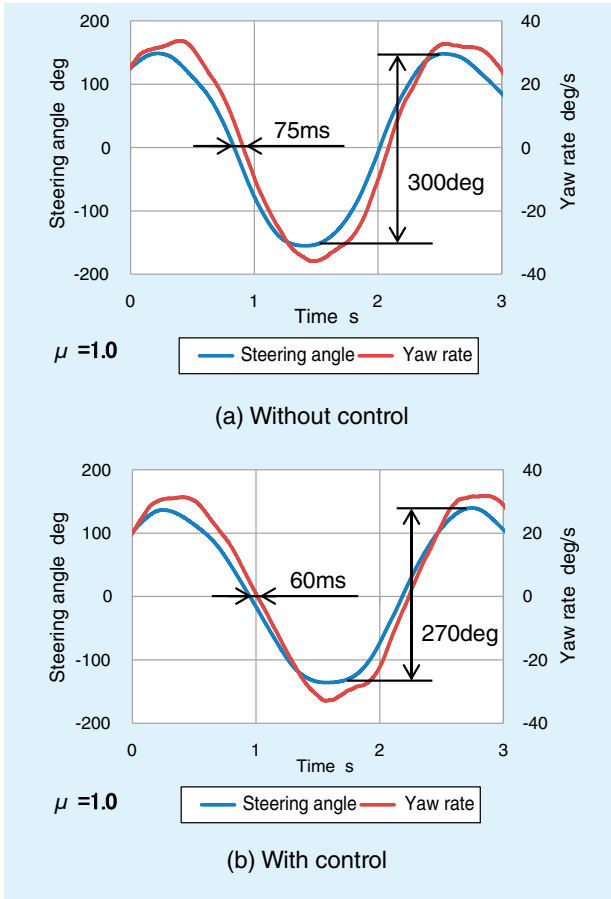 200
100
0
-100
-200
Steering angle deg
40
20
0
-20
-40
Yaw rate deg/s
75ms
300deg
0 1 2 3
Time s
μ =1.0
Steering angle Yaw rate
(a) Without control
200
100
0
-100
-200
Steering angle deg
40
20
0
-20
-40
Yaw rate deg/s
60ms
270deg
0 1 2 3
Time s
μ =1.0
Steering angle Yaw rate
(b) With control